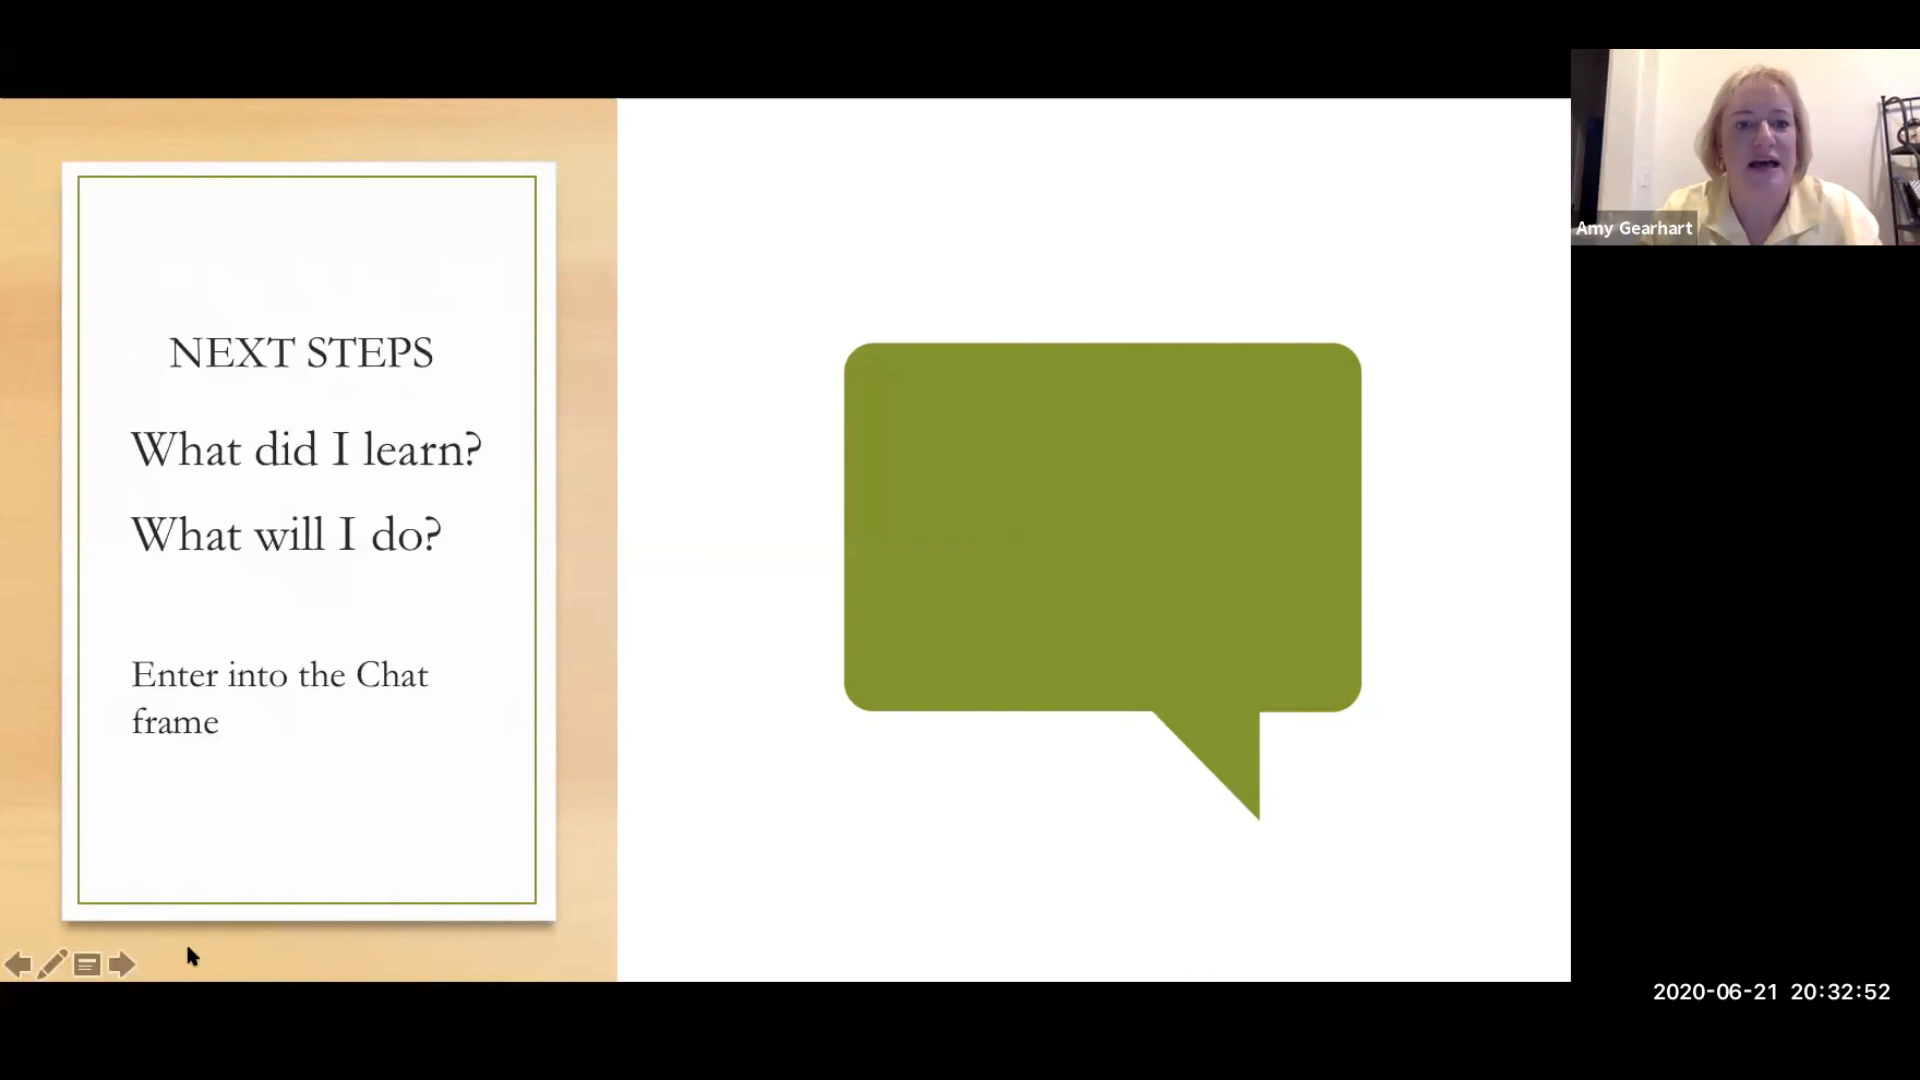 NEXT STEPS
What did I learn?
What will I do?
Enter into the Chat
frame
Amy Gearhart
2020-06-21 20:32:52